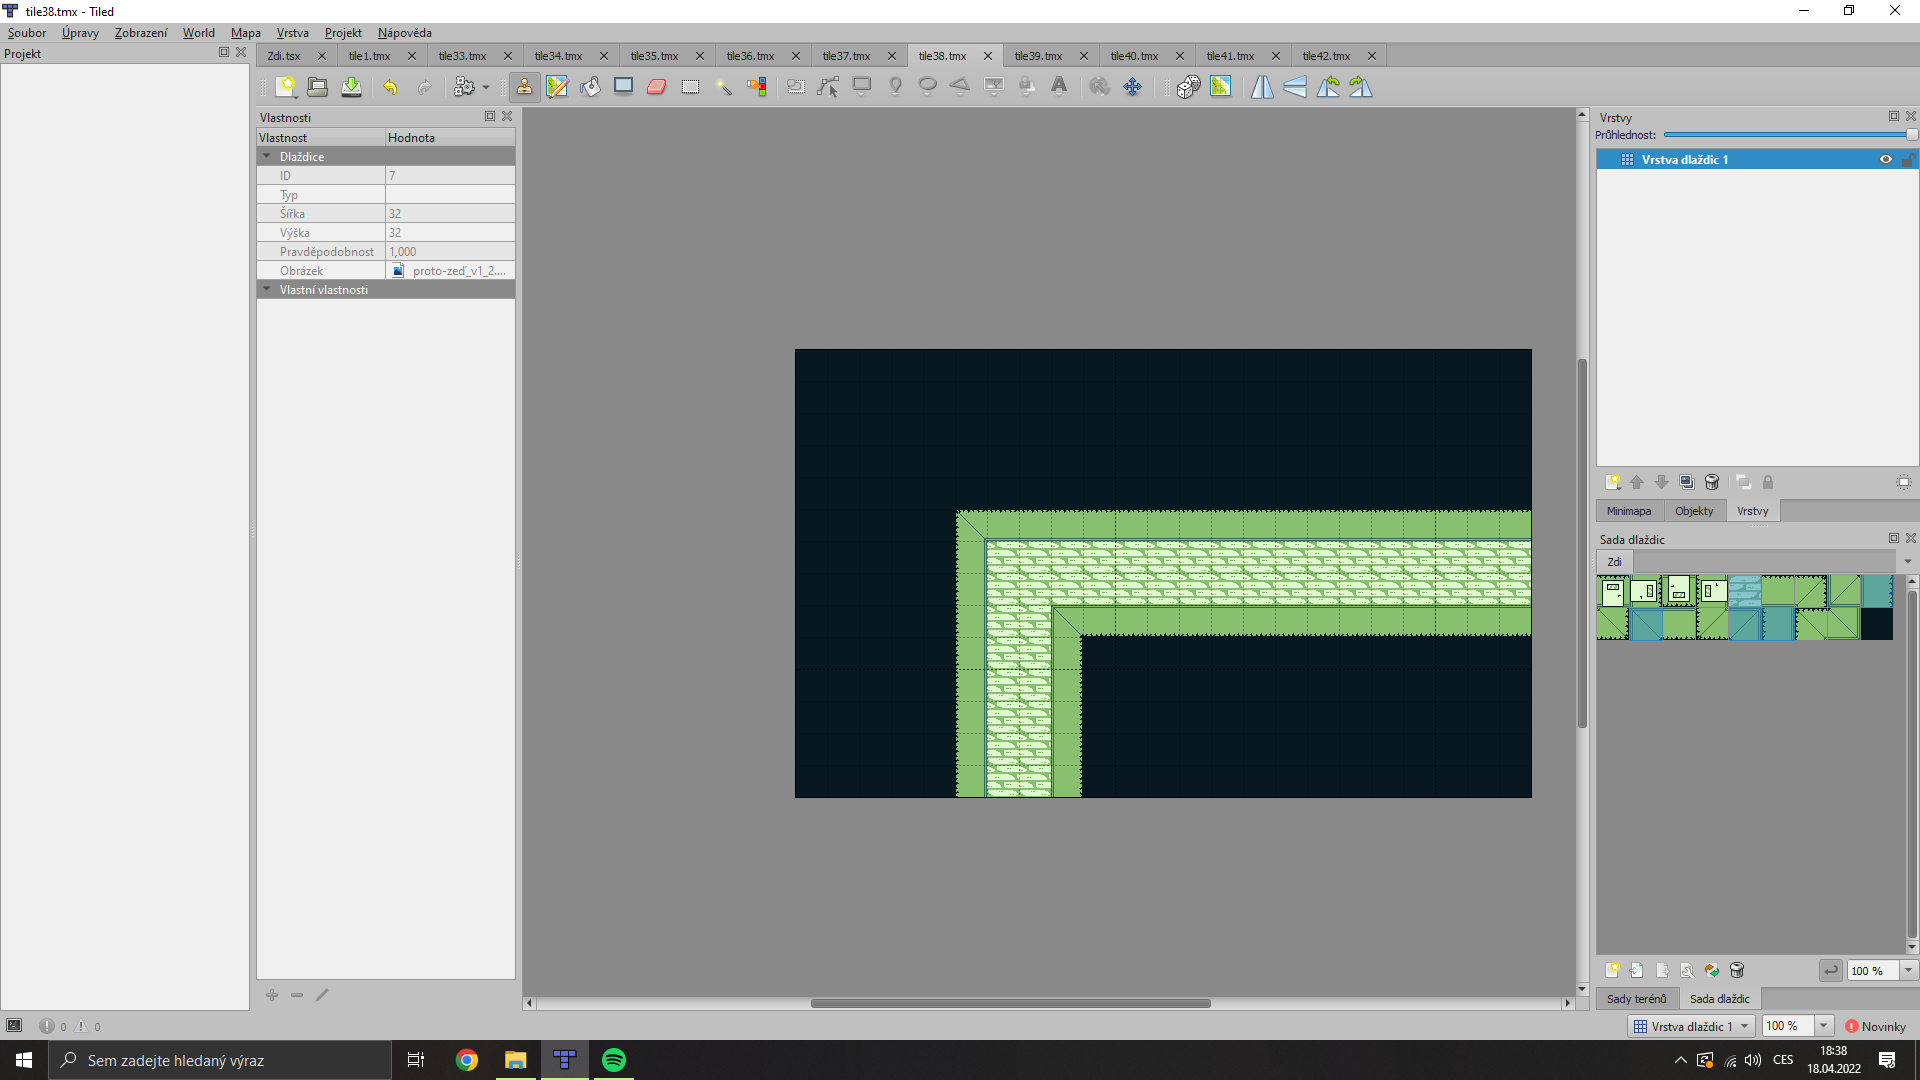 tile38.tmx - Tiled
Soubor Úpravy Zobrazení World Mapa Vrstva Projekt Nápověda
Projekt
Zdi.tsx tile1.tmx tile33.tmx tile34.tmx tile35.tmx tile36.tmx tile37.tmx tile38.tmx tile39.tmx tile40.tmx tile41.tmx tile42.tmx
Vlastnosti
Vlastnost Hodnota
Dlaždice
ID 7
Typ
Šířka 32
Výška 32
Pravděpodobnost 1,000
Obrázek proto-zeď_v1_2....
Vlastní vlastnosti
Vrstvy
Průhlednost:
Vrstva dlaždic 1
Minimapa Objekty Vrstvy
Sada dlaždic
Zdi
100 %
Sady terénů Sada dlaždic
0 0
Vrstva dlaždic 1 100 % Novinky
Sem zadejte hledaný výraz
CES
18:38
18.04.2022